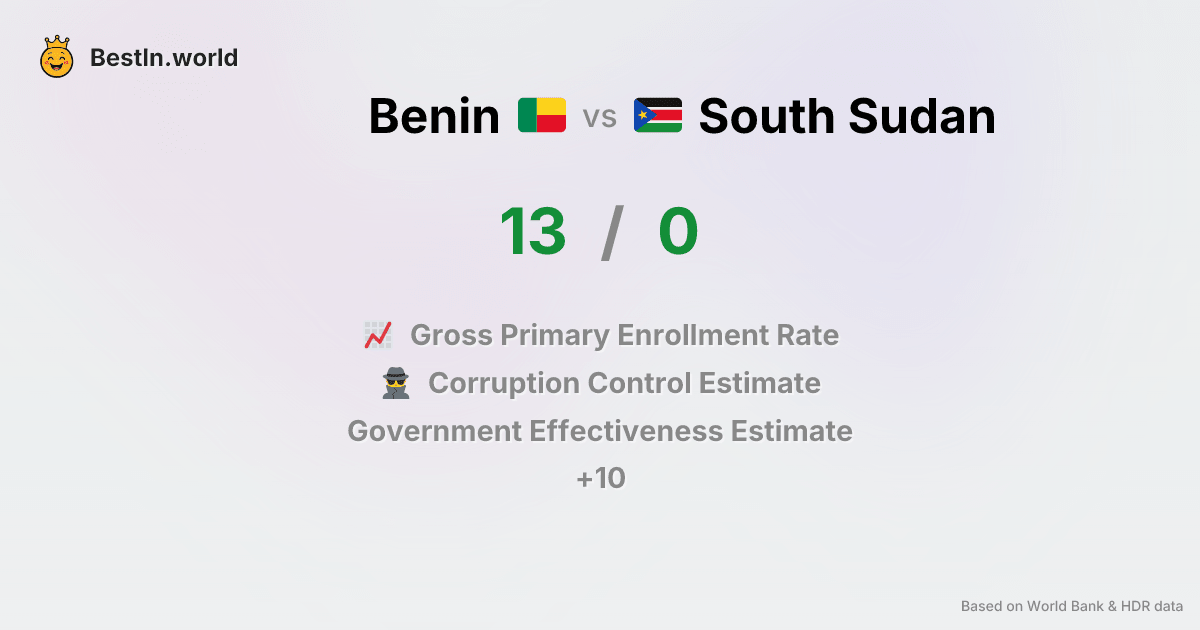 BestIn.world
Benin vs South Sudan
13 / 0
Gross Primary Enrollment Rate
Corruption Control Estimate
Government Effectiveness Estimate
+10
Based on World Bank & HDR data